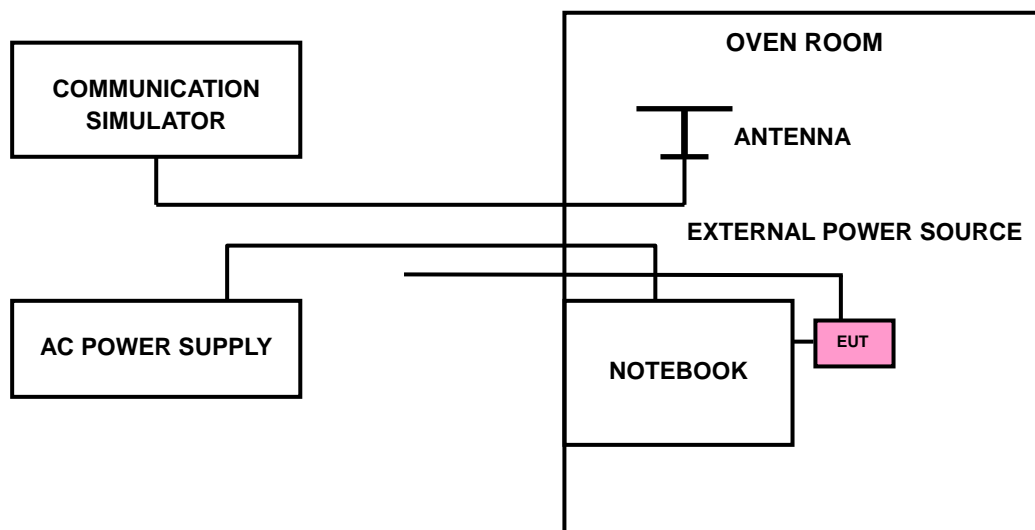 OVEN ROOM
COMMUNICATION
SIMULATOR
ANTENNA
EXTERNAL POWER SOURCE
AC POWER SUPPLY
NOTEBOOK
EUT